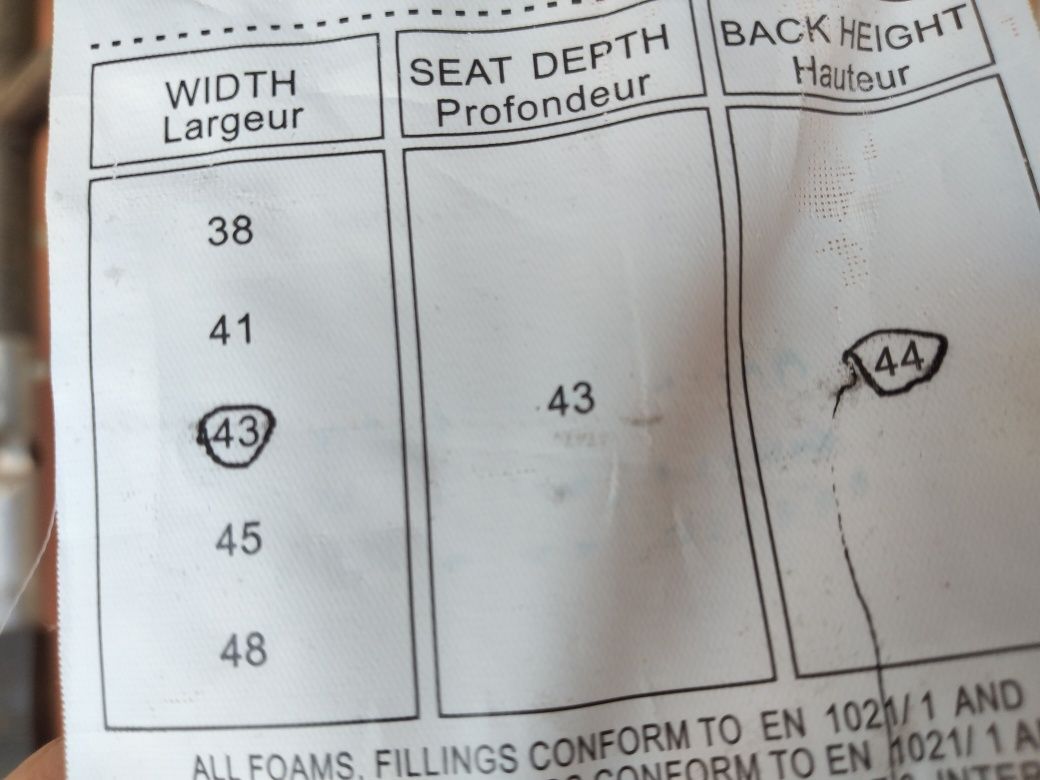 WIDTH
Largeur
SEAT DEPTH
Profondeur
BACK HEIGHT
Hauteur
38
41
43
45
48
43
44
ALL FOAMS, FILLINGS CONFORM TO EN 1021/1 AND
CONFORM TO EN 1021/1